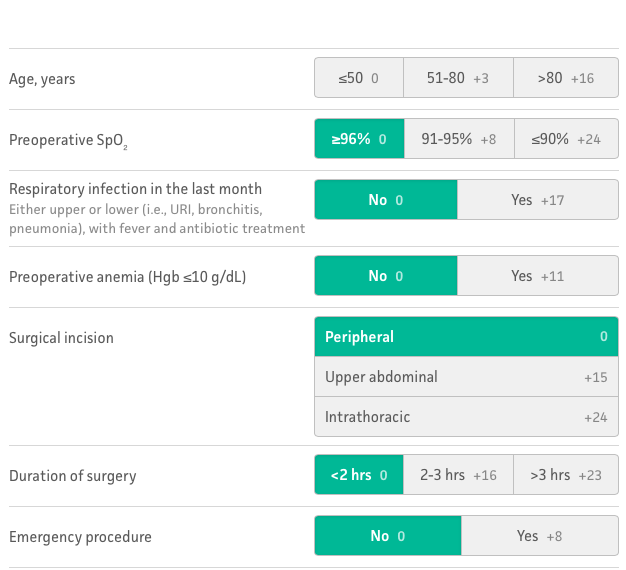 Age, years
≤50 0 51-80 +3 >80 +16
Preoperative SpO₂
≥96% 0 91-95% +8 ≤90% +24
Respiratory infection in the last month
Either upper or lower (i.e., URI, bronchitis,
pneumonia), with fever and antibiotic treatment
No 0 Yes +17
Preoperative anemia (Hgb ≤10 g/dL)
No 0 Yes +11
Surgical incision
Peripheral 0
Upper abdominal +15
Intrathoracic +24
Duration of surgery
<2 hrs 0 2-3 hrs +16 >3 hrs +23
Emergency procedure
No 0 Yes +8